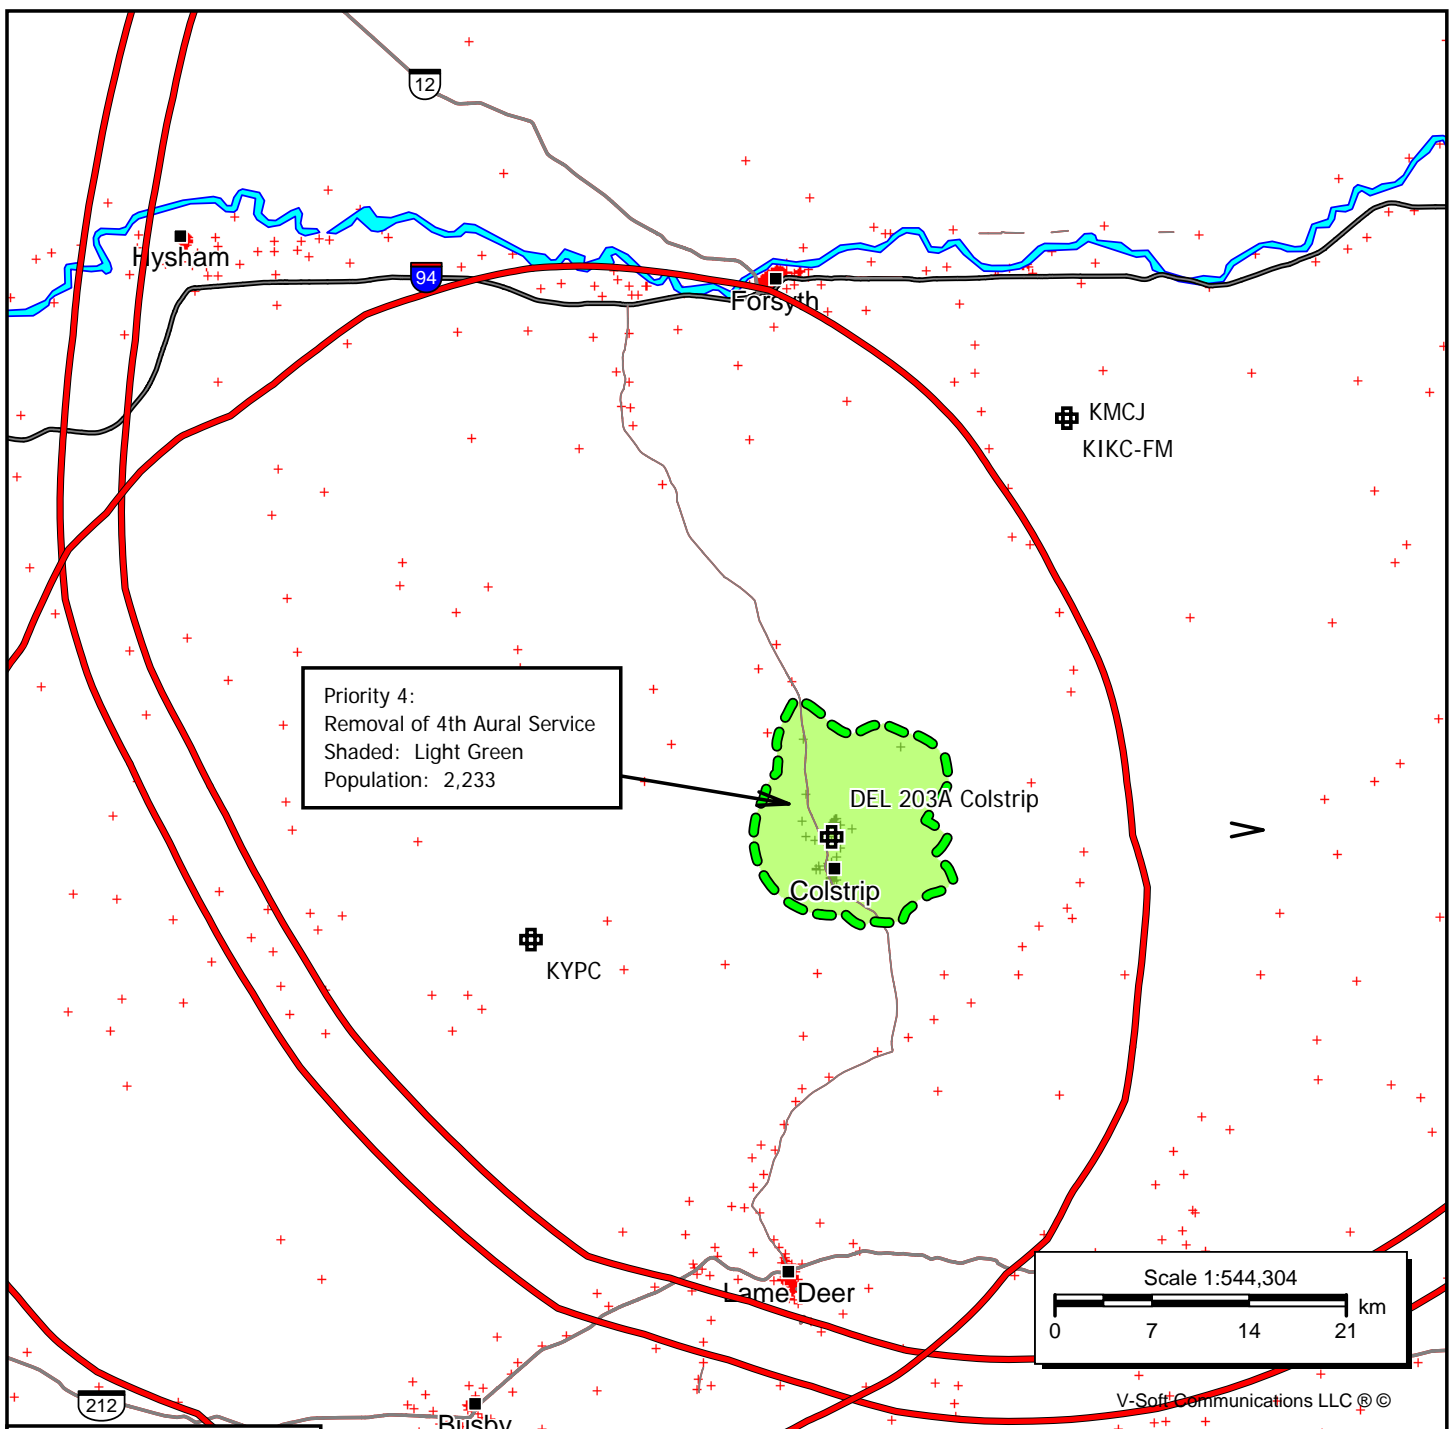 12
Hysham
94
Forsyth
KMCJ
KIKC-FM
Priority 4:
Removal of 4th Aural Service
Shaded: Light Green
Population: 2,233
DEL 203A Colstrip
Colstrip
KYPC
Lame Deer
Scale 1:544,304
km
0 7 14 21
V-Soft Communications LLC ® ©
212
Busby